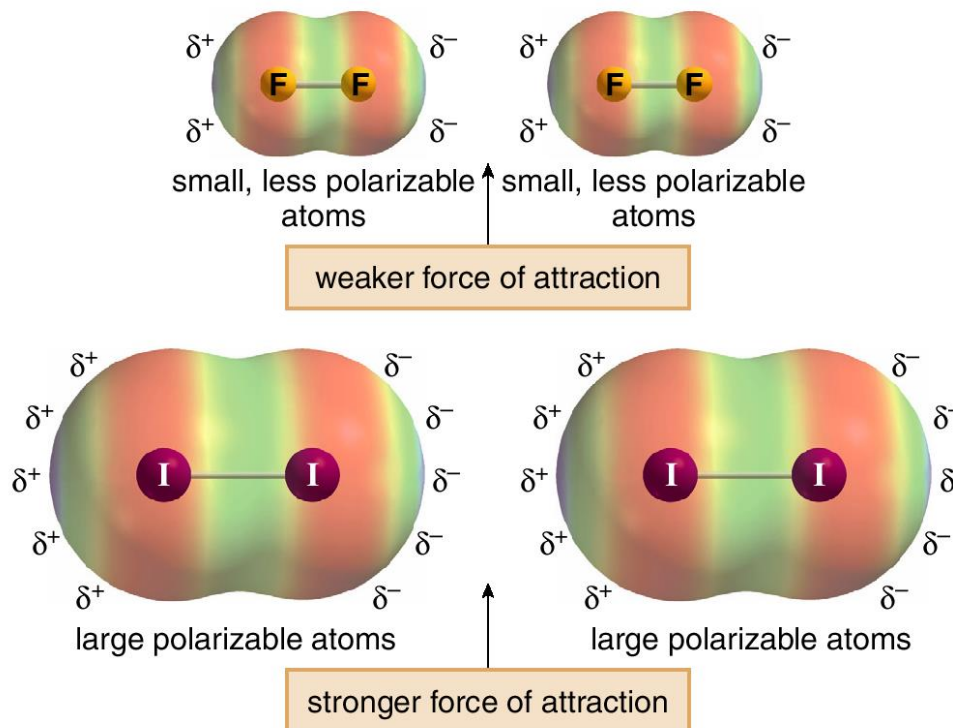 δ+ δ− δ+ δ−
F F F F
δ+ δ− δ+ δ−
small, less polarizable small, less polarizable
atoms atoms
weaker force of attraction
δ+ δ− δ+ δ−
δ+ δ− δ+ δ−
I I I I
δ+ δ− δ+ δ
δ+ δ− δ+ δ−
δ+ δ− δ+ δ−
large polarizable atoms large polarizable atoms
stronger force of attraction